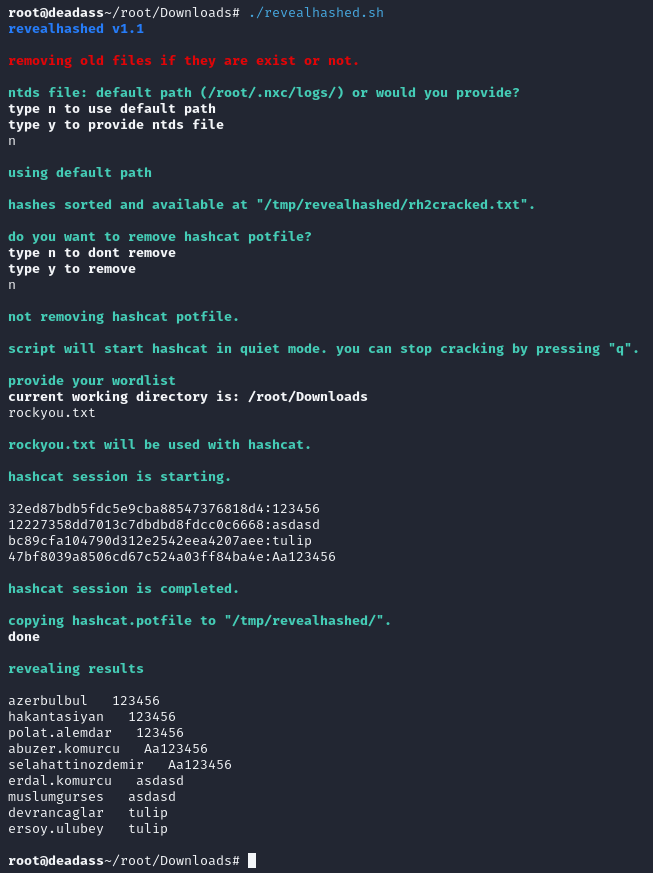 root@deadass~/root/Downloads# ./revealhashed.sh
revealhashed v1.1
removing old files if they are exist or not.
ntds file: default path (/root/.nxc/logs/) or would you provide?
type n to use default path
type y to provide ntds file
n
using default path
hashes sorted and available at "/tmp/revealhashed/rh2cracked.txt".
do you want to remove hashcat potfile?
type n to dont remove
type y to remove
n
not removing hashcat potfile.
script will start hashcat in quiet mode. you can stop cracking by pressing "q".
provide your wordlist
current working directory is: /root/Downloads
rockyou.txt
rockyou.txt will be used with hashcat.
hashcat session is starting.
32ed87bdb5fdc5e9cba88547376818d4:123456
12227358dd7013c7dbdbd8fdcc0c6668:asdasd
bc89cfa104790d312e2542eea4207aee:tulip
47bf8039a8506cd67c524a03ff84ba4e:Aa123456
hashcat session is completed.
copying hashcat.potfile to "/tmp/revealhashed/".
done
revealing results
azerbulbul   123456
hakantasiyan   123456
polat.alemdar   123456
abuzer.komurcu   Aa123456
selahattinozdemir   Aa123456
erdal.komurcu   asdasd
muslumgurses   asdasd
devrancaglar   tulip
ersoy.ulubey   tulip
root@deadass~/root/Downloads#